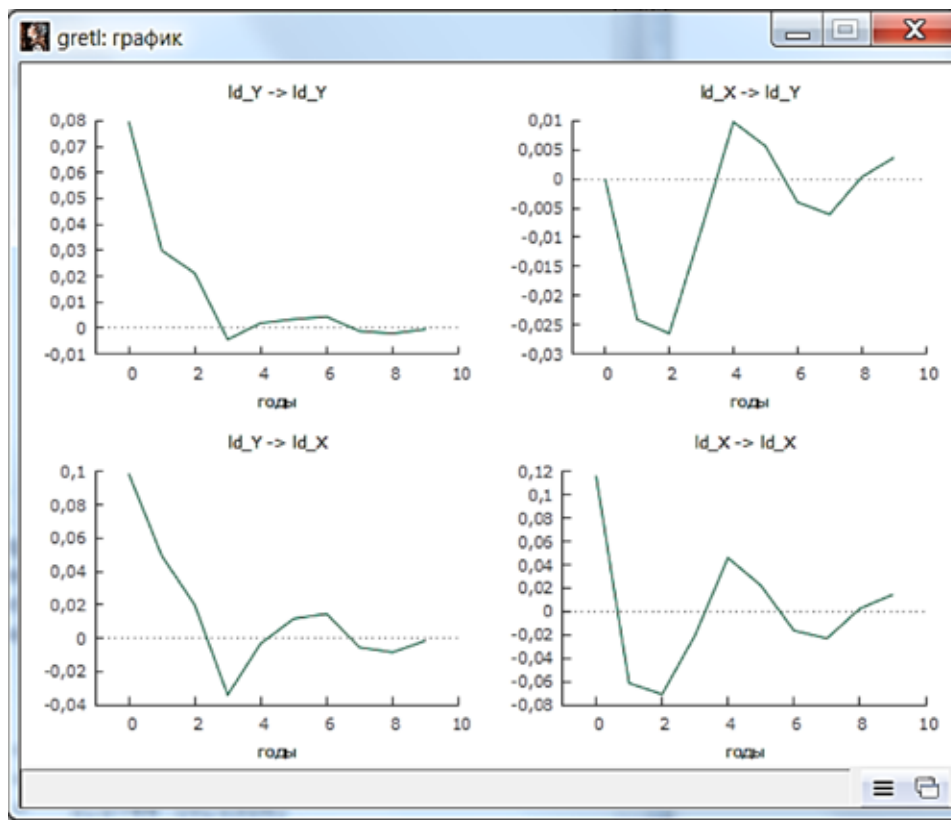 gretl: график
ld_Y -> ld_Y
0,08
0,07
0,06
0,05
0,04
0,03
0,02
0,01
0
-0,01
0 2 4 6 8 10
годы
ld_X -> ld_Y
0,01
0,005
0
-0,005
-0,01
-0,015
-0,02
-0,025
-0,03
0 2 4 6 8 10
годы
ld_Y -> ld_X
0,1
0,08
0,06
0,04
0,02
0
-0,02
-0,04
0 2 4 6 8 10
годы
ld_X -> ld_X
0,12
0,1
0,08
0,06
0,04
0,02
0
-0,02
-0,04
-0,06
-0,08
0 2 4 6 8 10
годы